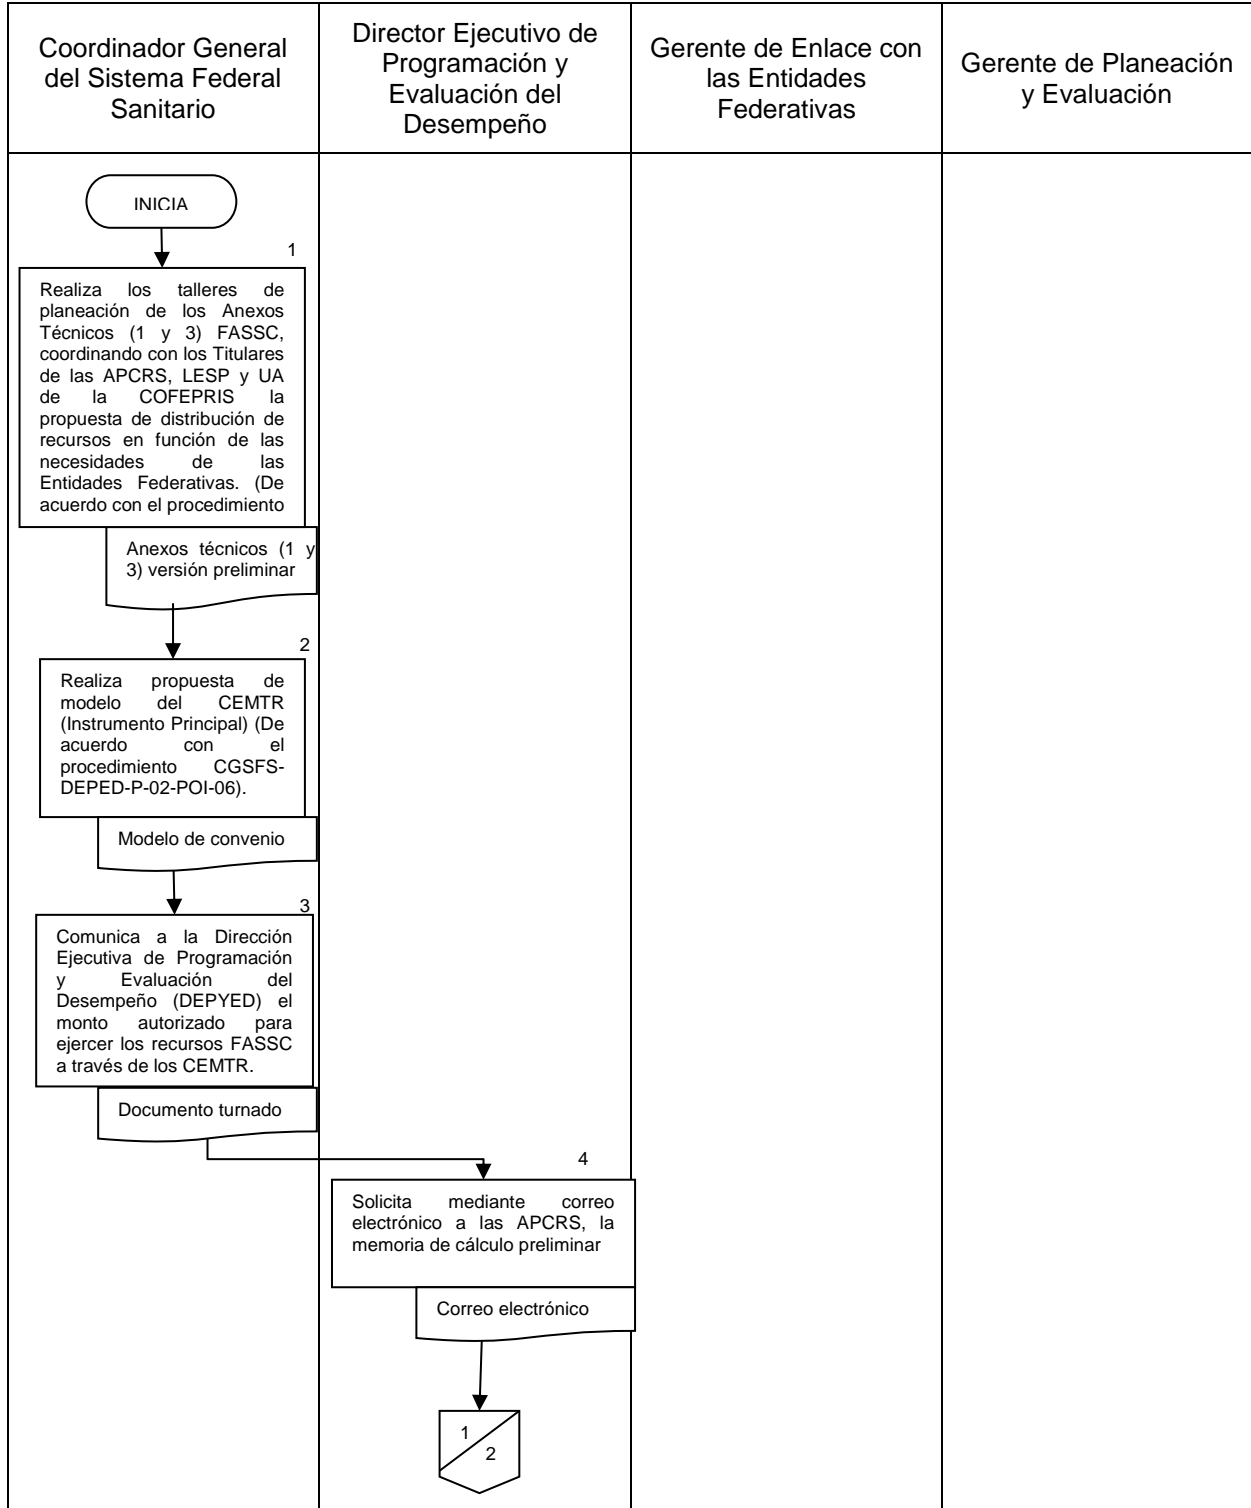 Coordinador General
del Sistema Federal
Sanitario
Director Ejecutivo de
Programación y
Evaluación del
Desempeño
Gerente de Enlace con
las Entidades
Federativas
Gerente de Planeación
y Evaluación
INICIA
1
Realiza los talleres de
planeación de los Anexos
Técnicos (1 y 3) FASSC,
coordinando con los Titulares
de las APCRS, LESP y UA
de la COFEPRIS la
propuesta de distribución de
recursos en función de las
necesidades de las
Entidades Federativas. (De
acuerdo con el procedimiento
Anexos técnicos (1 y
3) versión preliminar
2
Realiza propuesta de
modelo del CEMTR
(Instrumento Principal) (De
acuerdo con el
procedimiento CGSFS-
DEPED-P-02-POI-06).
Modelo de convenio
3
Comunica a la Dirección
Ejecutiva de Programación
y Evaluación del
Desempeño (DEPYED) el
monto autorizado para
ejercer los recursos FASSC
a través de los CEMTR.
Documento turnado
4
Solicita mediante correo
electrónico a las APCRS, la
memoria de cálculo preliminar
Correo electrónico
1
2